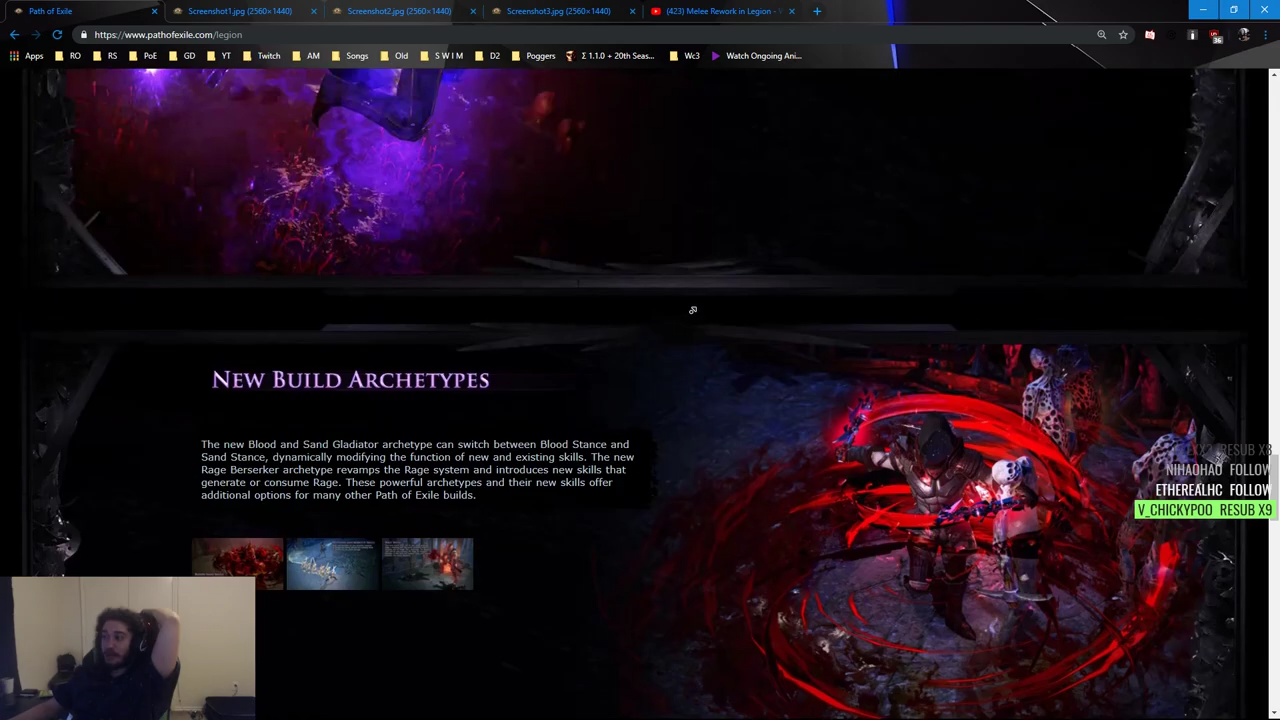 Path of Exile
Screenshot1.jpg (2560×1440)
Screenshot2.jpg (2560×1440)
Screenshot3.jpg (2560×1440)
(423) Melee Rework in Legion -
https://www.pathofexile.com/legion
36
Apps RO RS PoE GD YT Twitch AM Songs Old S W I M D2 Poggers Σ 1.1.0 + 20th Seas... Wc3 Watch Ongoing Ani...
NEW BUILD ARCHETYPES
The new Blood and Sand Gladiator archetype can switch between Blood Stance and
Sand Stance, dynamically modifying the function of new and existing skills. The new
Rage Berserker archetype revamps the Rage system and introduces new skills that
generate or consume Rage. These powerful archetypes and their new skills offer
additional options for many other Path of Exile builds.
RESUB X8
NIHAOHAO FOLLOW
ETHEREALHC FOLLOW
V_CHICKYPOO RESUB X9